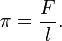 π = F/l.